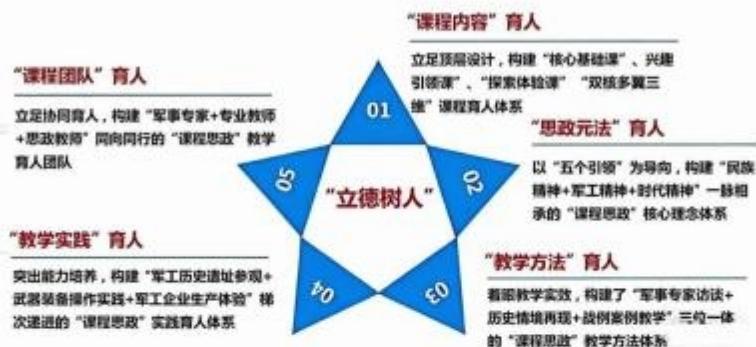 "课程内容"育人
立足顶层设计，构建"核心基础课"、兴趣
引领课"、"探索体验课" "双核多翼三
维"课程育人体系
01
"思政元法"育人
以"五个引领"为导向，构建"民族
精神+军工精神+时代精神"一脉相
承的"课程思政"核心理念体系
02
"教学方法"育人
着眼教学实效，构建了"军事专家访谈+
历史情境再现+战例案例教学"三位一体
的"课程思政"教学方法体系
03
"教学实践"育人
突出能力培养，构建"军工历史遗址参观+
武器装备操作实践+军工企业生产体验"梯
次递进的"课程思政"实践育人体系
04
"课程团队"育人
立足协同育人，构建"军事专家+专业教师
+思政教师"同向同行的"课程思政"教学
育人团队
05
"立德树人"